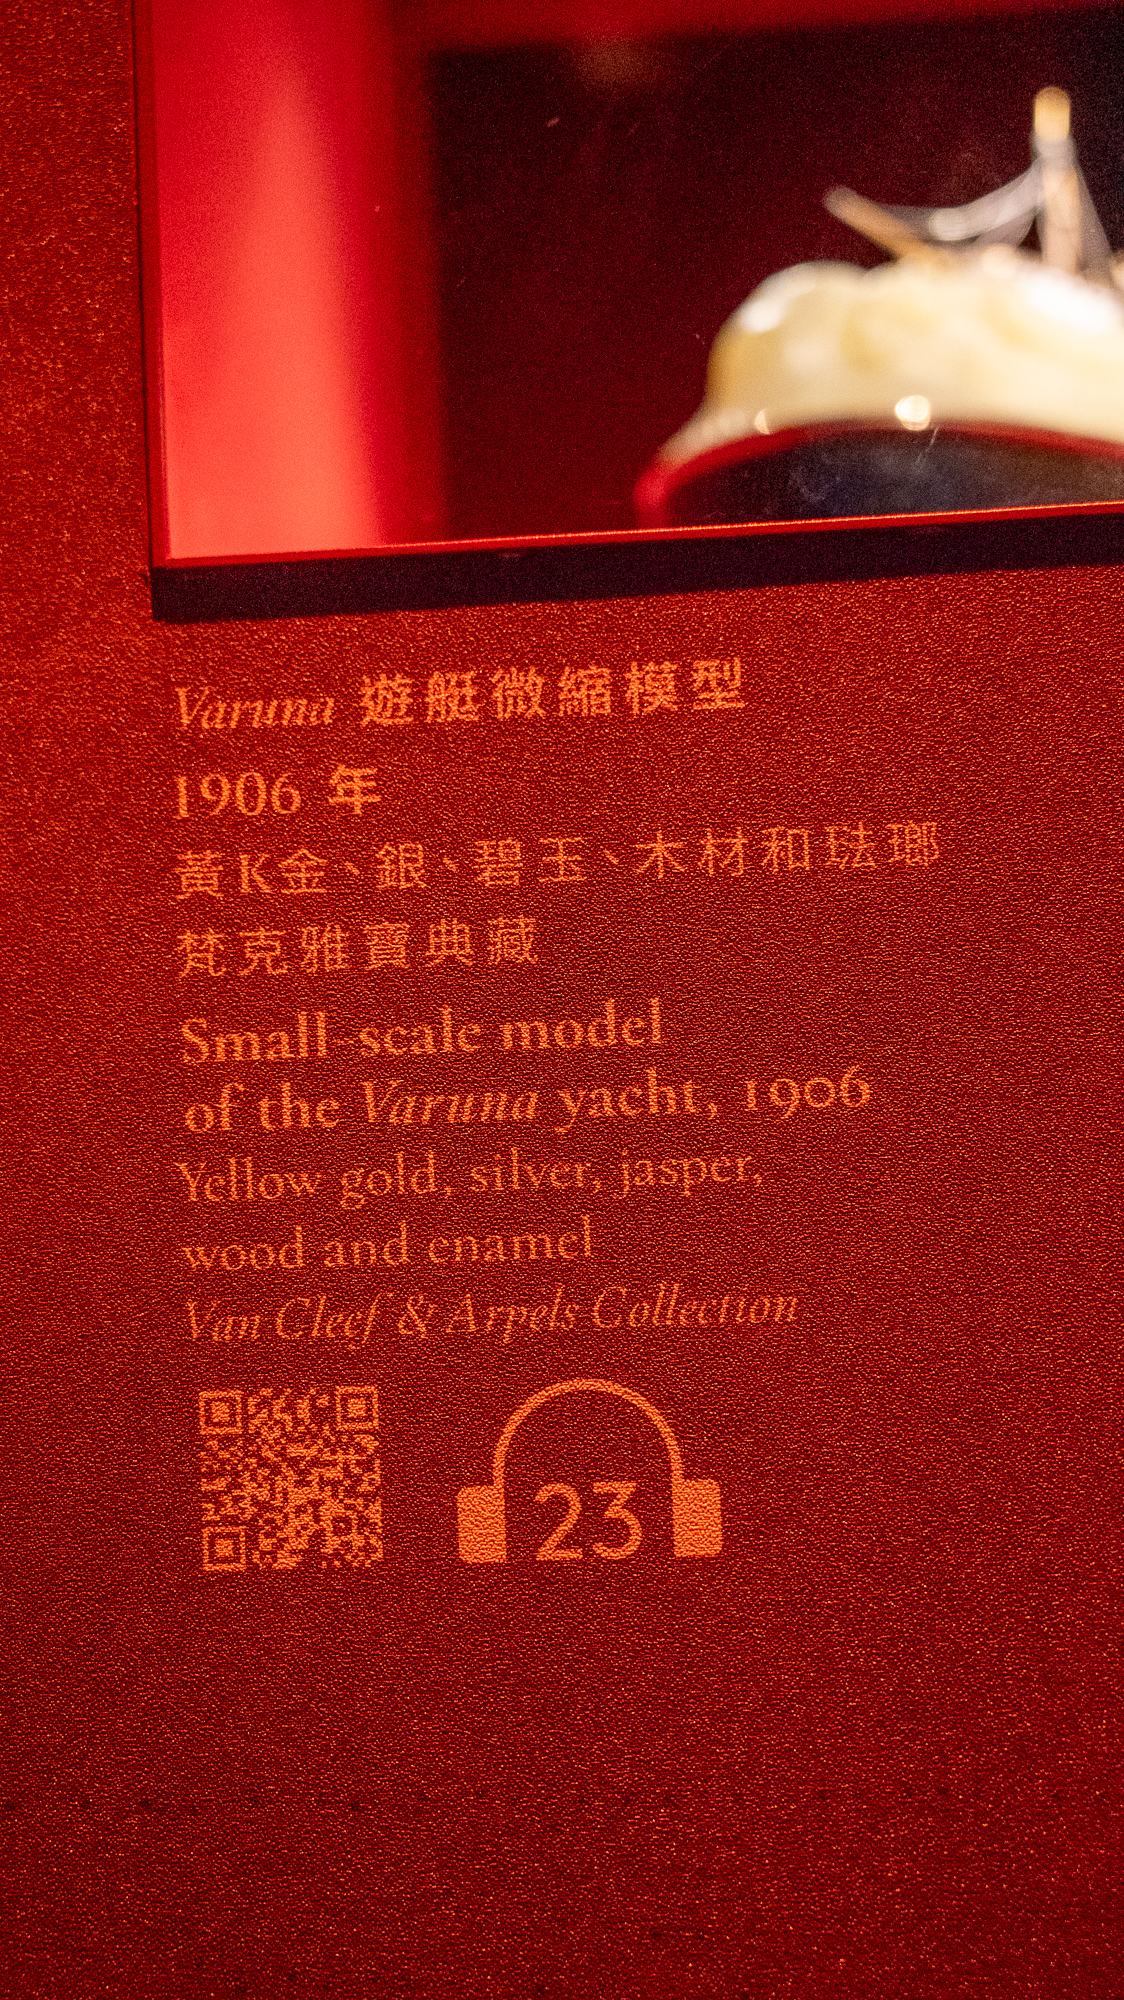 Varuna 遊艇微縮模型
1906 年
黃K金、銀、碧玉、木材和琺瑯
梵克雅寶典藏
Small-scale model
of the Varuna yacht, 1906
Yellow gold, silver, jasper,
wood and enamel
Van Cleef & Arpels Collection
23